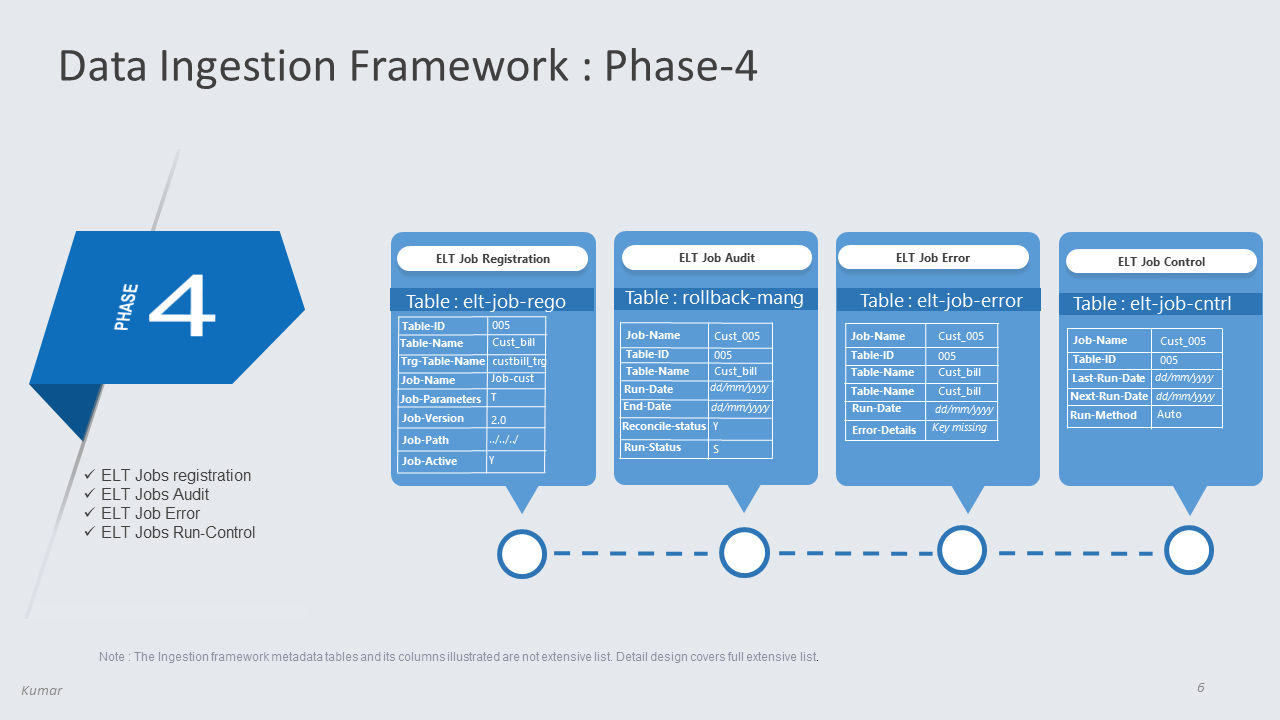 Data Ingestion Framework : Phase-4
PHASE
4
✓ ELT Jobs registration
✓ ELT Jobs Audit
✓ ELT Job Error
✓ ELT Jobs Run-Control
ELT Job Registration
Table : elt-job-rego
Table-ID 005
Table-Name Cust_bill
Trg-Table-Name custbill_trg
Job-Name Job-cust
Job-Parameters T
Job-Version 2.0
Job-Path ../../../
Job-Active Y
ELT Job Audit
Table : rollback-mang
Job-Name Cust_005
Table-ID 005
Table-Name Cust_bill
Run-Date dd/mm/yyyy
End-Date dd/mm/yyyy
Reconcile-status Y
Run-Status S
ELT Job Error
Table : elt-job-error
Job-Name Cust_005
Table-ID 005
Table-Name Cust_bill
Table-Name Cust_bill
Run-Date dd/mm/yyyy
Error-Details Key missing
ELT Job Control
Table : elt-job-cntrl
Job-Name Cust_005
Table-ID 005
Last-Run-Date dd/mm/yyyy
Next-Run-Date dd/mm/yyyy
Run-Method Auto
Note : The Ingestion framework metadata tables and its columns illustrated are not extensive list. Detail design covers full extensive list.
Kumar
6